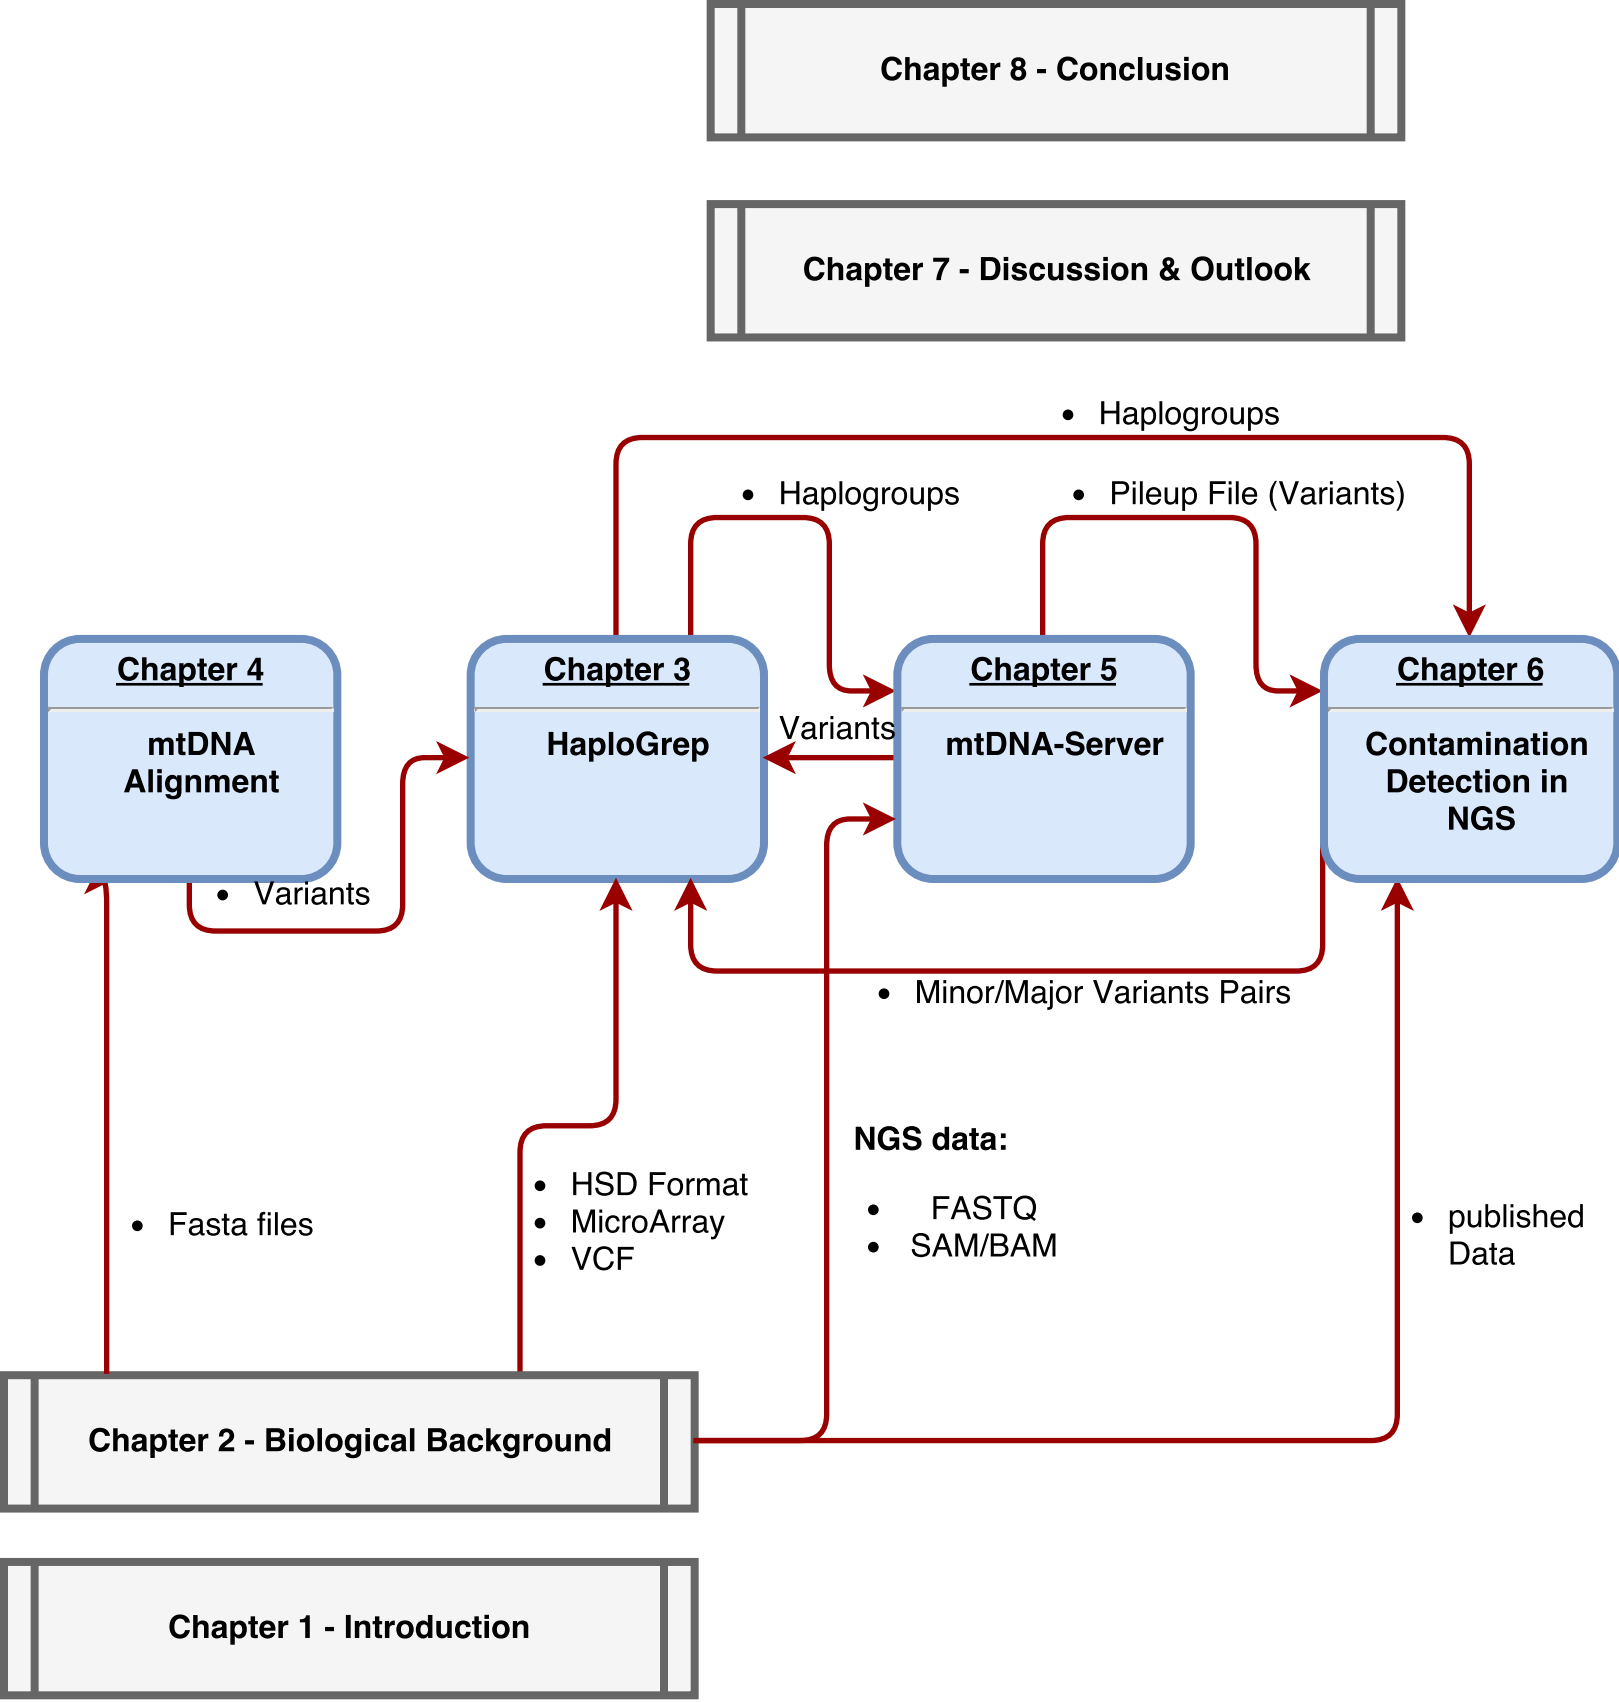 Chapter 8 - Conclusion
Chapter 7 - Discussion & Outlook
• Haplogroups
• Haplogroups
• Pileup File (Variants)
Chapter 4
mtDNA
Alignment
Chapter 3
HaploGrep
Variants
Chapter 5
mtDNA-Server
Chapter 6
Contamination
Detection in
NGS
• Variants
• Minor/Major Variants Pairs
• Fasta files
• HSD Format
• MicroArray
• VCF
NGS data:
• FASTQ
• SAM/BAM
• published
Data
Chapter 2 - Biological Background
Chapter 1 - Introduction